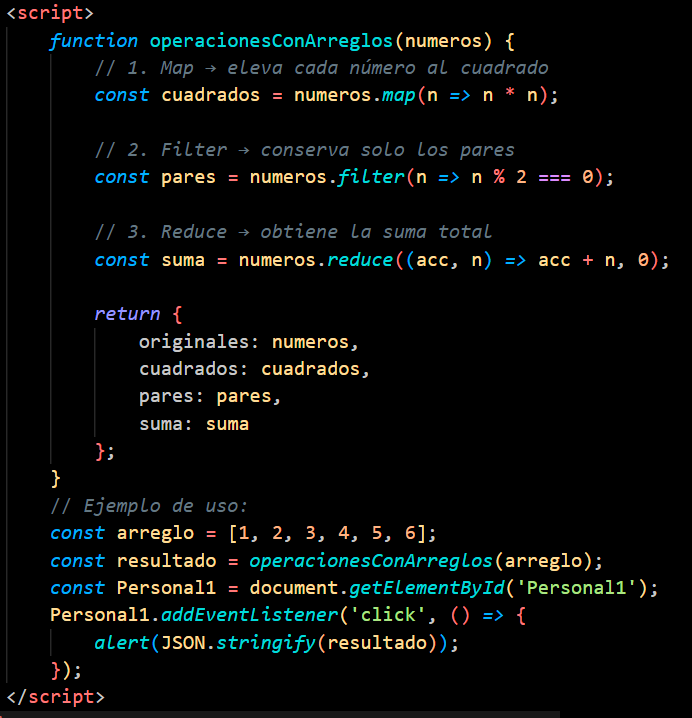 <script>
function operacionesConArreglos(numeros) {
// 1. Map → eleva cada número al cuadrado
const cuadrados = numeros.map(n => n * n);
// 2. Filter → conserva solo los pares
const pares = numeros.filter(n => n % 2 === 0);
// 3. Reduce → obtiene la suma total
const suma = numeros.reduce((acc, n) => acc + n, 0);
return {
originales: numeros,
cuadrados: cuadrados,
pares: pares,
suma: suma
};
}
// Ejemplo de uso:
const arreglo = [1, 2, 3, 4, 5, 6];
const resultado = operacionesConArreglos(arreglo);
const Personal1 = document.getElementById('Personal1');
Personal1.addEventListener('click', () => {
alert(JSON.stringify(resultado));
});
</script>